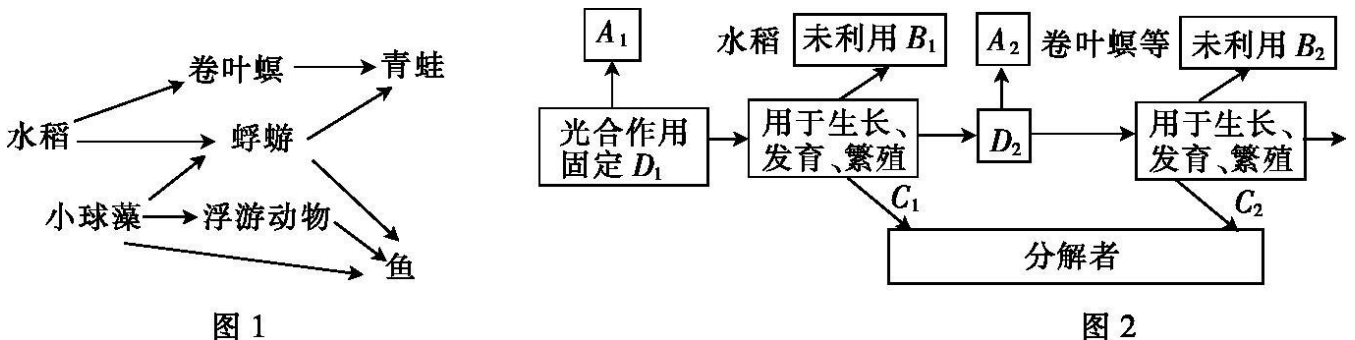 卷叶螟
青蛙
水稻
蜉蝣
小球藻
浮游动物
鱼
图 1
A₁
水稻
未利用 B₁
A₂
卷叶螟等
未利用 B₂
光合作用
固定 D₁
用于生长、
发育、繁殖
D₂
用于生长、
发育、繁殖
C₁
C₂
分解者
图 2